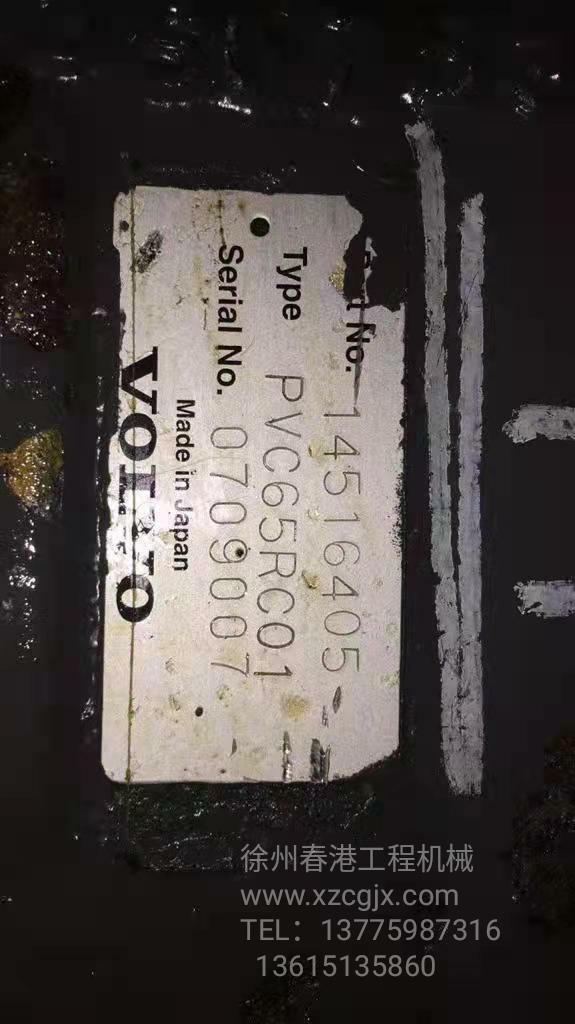 No. 14516405
Type PVC65RC01
Serial No. 0709007
Made in Japan
VOLVO
徐州春港工程机械
www.xzcgjx.com
TEL：13775987316
13615135860